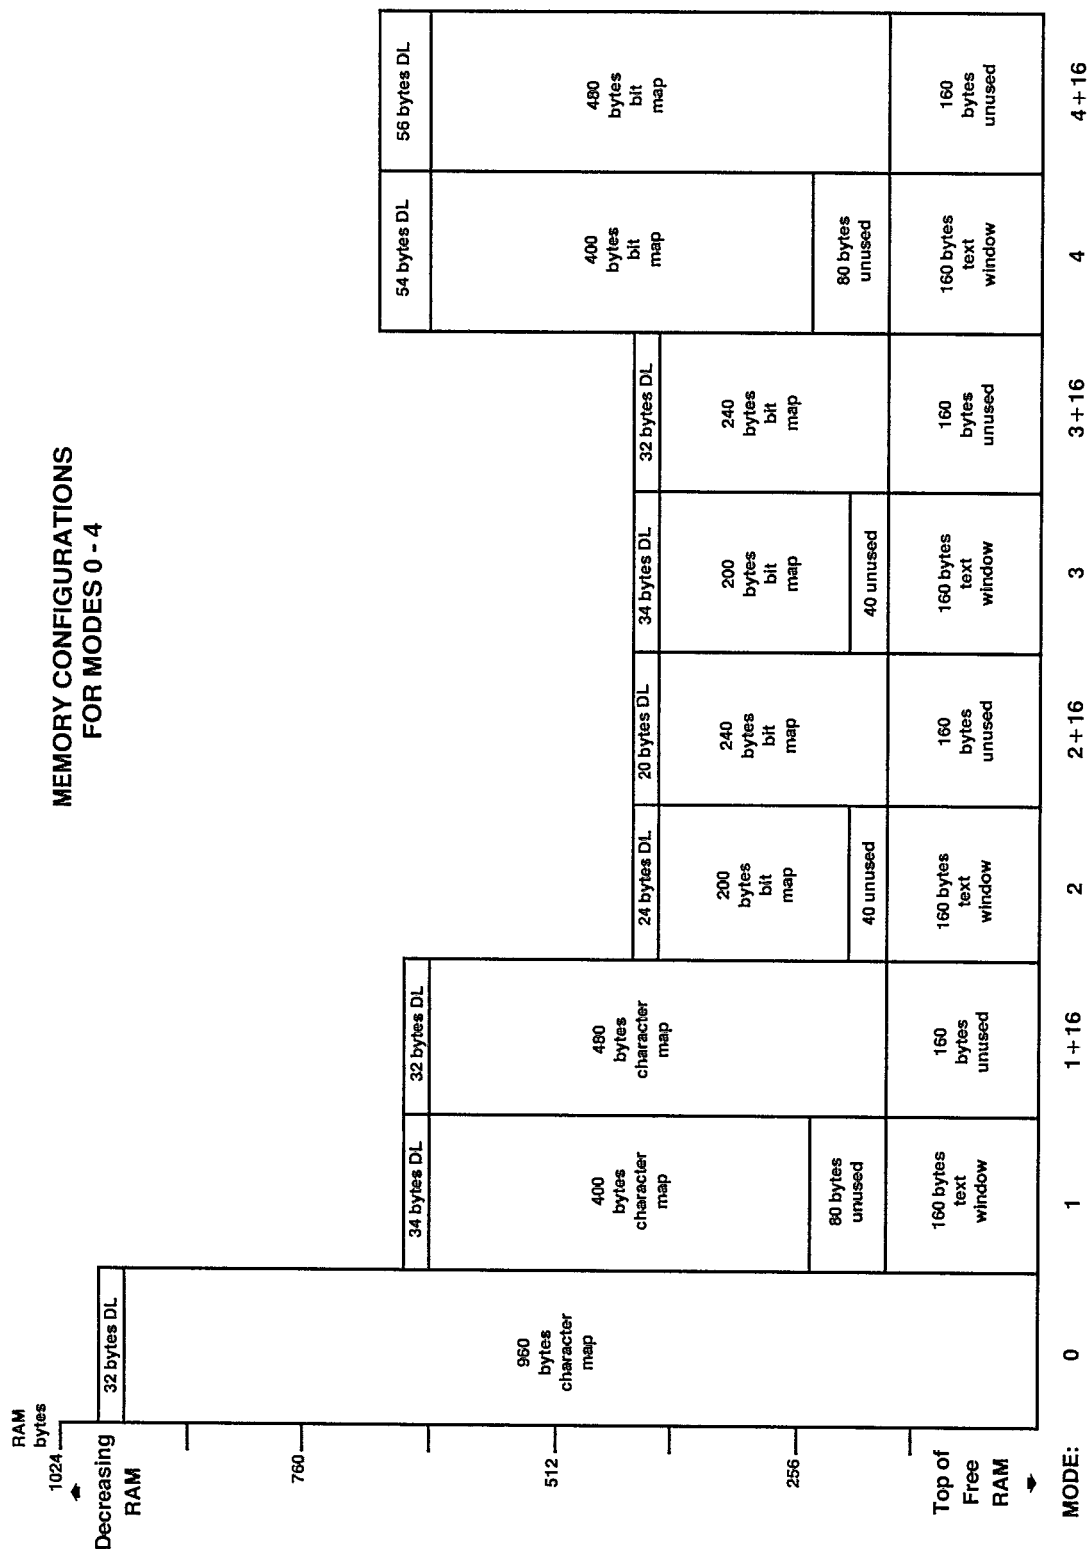 MEMORY CONFIGURATIONS
FOR MODES 0 - 4
RAM
bytes
1024
Decreasing
RAM
760
512
256
Top of
Free
RAM
MODE:
32 bytes DL
960
bytes
character
map
0
34 bytes DL
400
bytes
character
map
80 bytes
unused
160 bytes
text
window
1
32 bytes DL
480
bytes
character
map
160
bytes
unused
1+16
24 bytes DL
200
bytes
bit
map
40 unused
160 bytes
text
window
2
20 bytes DL
240
bytes
bit
map
160
bytes
unused
2+16
34 bytes DL
200
bytes
bit
map
40 unused
160 bytes
text
window
3
32 bytes DL
240
bytes
bit
map
160
bytes
unused
3+16
54 bytes DL
400
bytes
bit
map
80 bytes
unused
160 bytes
text
window
4
56 bytes DL
480
bytes
bit
map
160
bytes
unused
4+16